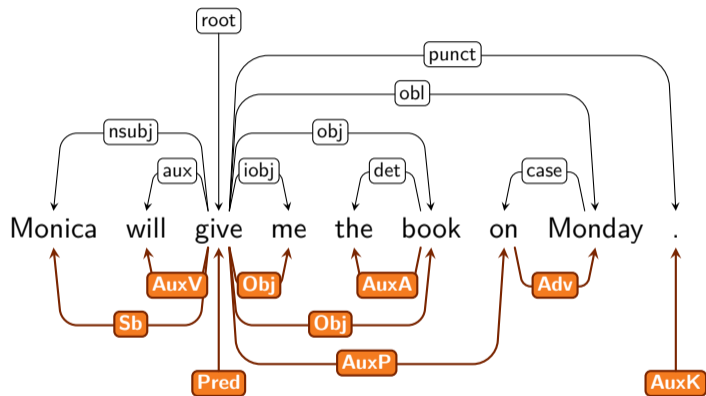 root
punct
obl
nsubj obj
aux iobj det case
Monica will give me the book on Monday .
AuxV Obj AuxA Adv
Sb Obj
AuxP
Pred AuxK